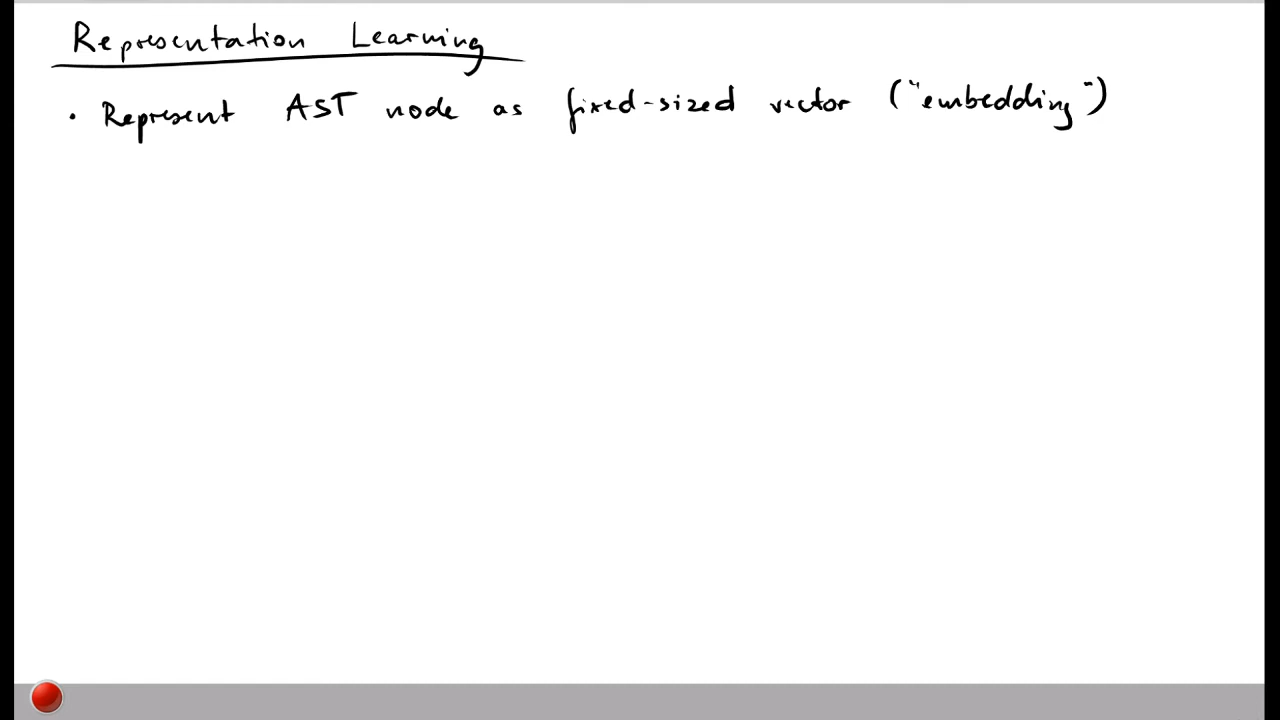 Representation Learning
• Represent AST node as fixed-sized vector ("embedding")